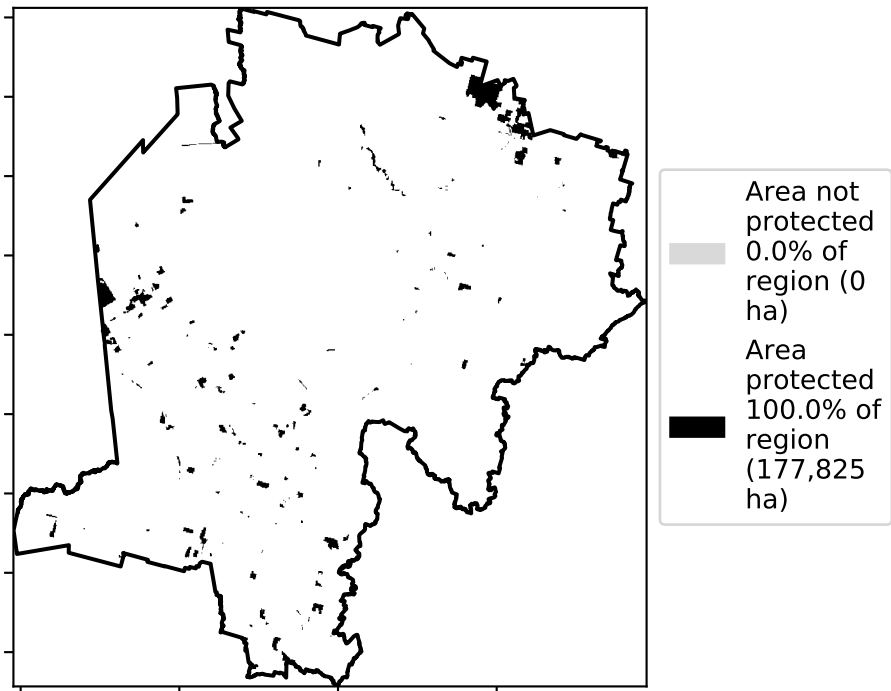 Area not
protected
0.0% of
region (0
ha)
Area
protected
100.0% of
region
(177,825
ha)